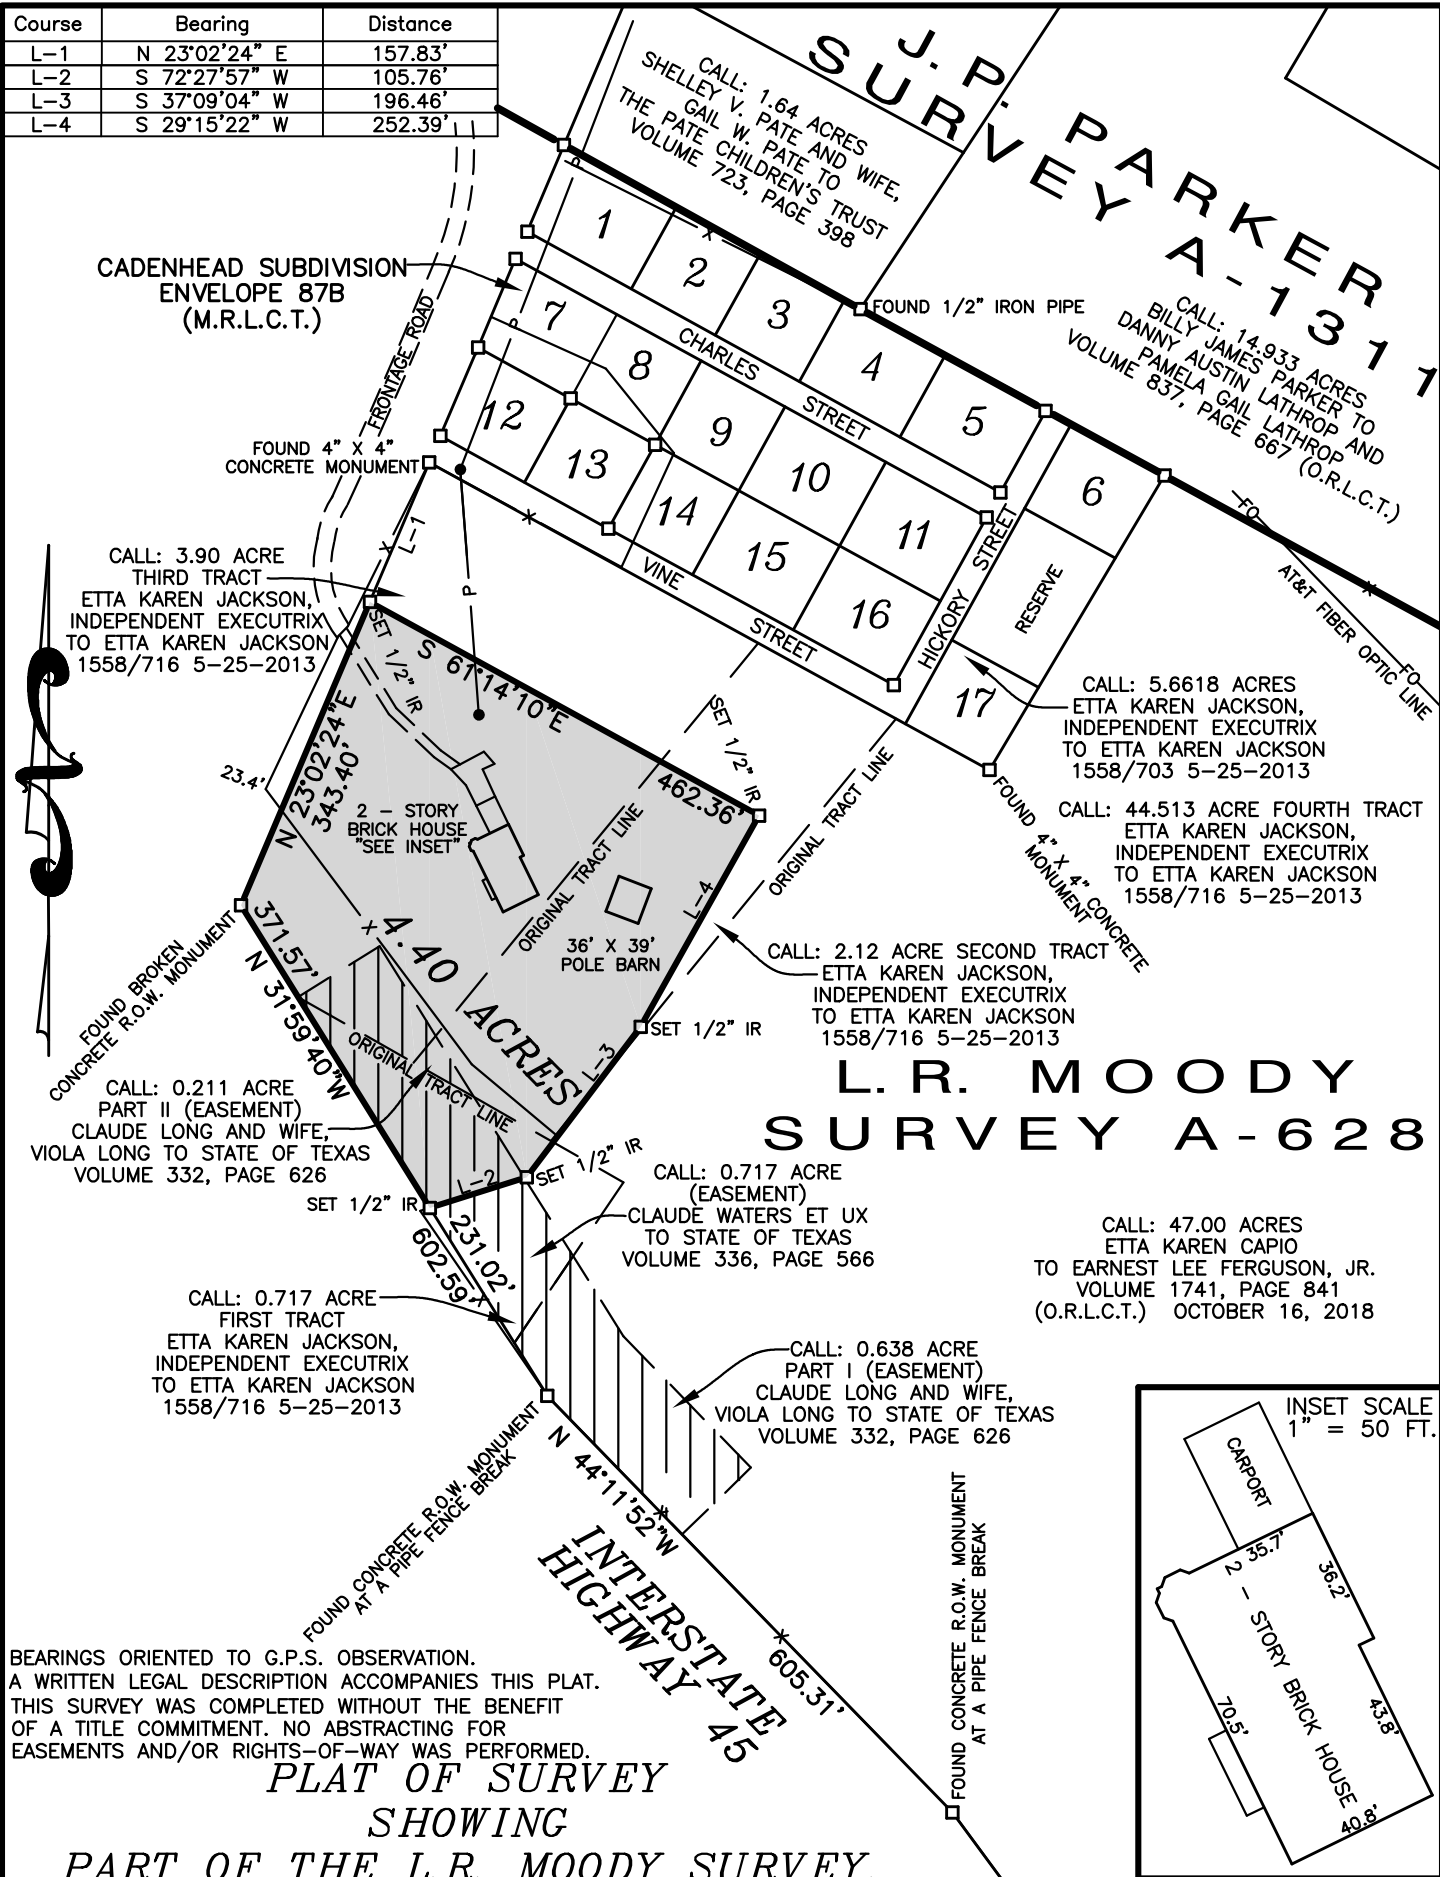 Course Bearing Distance
L-1 N 23°02'24" E 157.83'
L-2 S 72°27'57" W 105.76'
L-3 S 37°09'04" W 196.46'
L-4 S 29°15'22" W 252.39'
J. P. PARKER
SURVEY A-1311
CALL: 1.64 ACRES
SHELLEY V. PATE AND WIFE,
GAIL W. PATE TO
THE PATE CHILDREN'S TRUST
VOLUME 723, PAGE 398
CADENHEAD SUBDIVISION
ENVELOPE 87B
(M.R.L.C.T.)
FRONTAGE ROAD
P
X
1
2
3
4
5
6
7
8
9
10
11
12
13
14
15
16
17
RESERVE
CHARLES STREET
VINE STREET
HICKORY STREET
FOUND 1/2" IRON PIPE
CALL: 14.933 ACRES
BILLY JAMES PARKER TO
DANNY AUSTIN LATHROP AND
PAMELA GAIL LATHROP
VOLUME 837, PAGE 667 (O.R.L.C.T.)
FO
AT&T FIBER OPTIC LINE
FO
FOUND 4" X 4"
CONCRETE MONUMENT
X
L-1
P
CALL: 3.90 ACRE
THIRD TRACT
ETTA KAREN JACKSON,
INDEPENDENT EXECUTRIX
TO ETTA KAREN JACKSON
1558/716 5-25-2013
SET 1/2" IR
S 61°14'10"E
462.36'
SET 1/2" IR
N 23°02'24"E
343.40'
23.4'
2 - STORY
BRICK HOUSE
"SEE INSET"
ORIGINAL TRACT LINE
ORIGINAL TRACT LINE
36' X 39'
POLE BARN
L-4
CALL: 5.6618 ACRES
ETTA KAREN JACKSON,
INDEPENDENT EXECUTRIX
TO ETTA KAREN JACKSON
1558/703 5-25-2013
CALL: 44.513 ACRE FOURTH TRACT
ETTA KAREN JACKSON,
INDEPENDENT EXECUTRIX
TO ETTA KAREN JACKSON
1558/716 5-25-2013
FOUND 4" X 4" CONCRETE
MONUMENT
CALL: 2.12 ACRE SECOND TRACT
ETTA KAREN JACKSON,
INDEPENDENT EXECUTRIX
TO ETTA KAREN JACKSON
1558/716 5-25-2013
X
4.40 ACRES
FOUND BROKEN
CONCRETE R.O.W. MONUMENT
371.57'
N 31°59'40"W
ORIGINAL TRACT LINE
L-3
SET 1/2" IR
L. R. MOODY
SURVEY A-628
CALL: 0.211 ACRE
PART II (EASEMENT)
CLAUDE LONG AND WIFE,
VIOLA LONG TO STATE OF TEXAS
VOLUME 332, PAGE 626
SET 1/2" IR
L-2
SET 1/2" IR
CALL: 0.717 ACRE
(EASEMENT)
CLAUDE WATERS ET UX
TO STATE OF TEXAS
VOLUME 336, PAGE 566
231.02'
602.59'
X
CALL: 47.00 ACRES
ETTA KAREN CAPIO
TO EARNEST LEE FERGUSON, JR.
VOLUME 1741, PAGE 841
(O.R.L.C.T.) OCTOBER 16, 2018
CALL: 0.717 ACRE
FIRST TRACT
ETTA KAREN JACKSON,
INDEPENDENT EXECUTRIX
TO ETTA KAREN JACKSON
1558/716 5-25-2013
CALL: 0.638 ACRE
PART I (EASEMENT)
CLAUDE LONG AND WIFE,
VIOLA LONG TO STATE OF TEXAS
VOLUME 332, PAGE 626
FOUND CONCRETE R.O.W. MONUMENT
AT A PIPE FENCE BREAK
N 44°11'52"W
605.31'
INTERSTATE
HIGHWAY 45
FOUND CONCRETE R.O.W. MONUMENT
AT A PIPE FENCE BREAK
INSET SCALE
1" = 50 FT.
CARPORT
35.7'
36.2'
2 - STORY BRICK HOUSE
43.8'
70.5'
40.8'
BEARINGS ORIENTED TO G.P.S. OBSERVATION.
A WRITTEN LEGAL DESCRIPTION ACCOMPANIES THIS PLAT.
THIS SURVEY WAS COMPLETED WITHOUT THE BENEFIT
OF A TITLE COMMITMENT. NO ABSTRACTING FOR
EASEMENTS AND/OR RIGHTS-OF-WAY WAS PERFORMED.
PLAT OF SURVEY
SHOWING
PART OF THE L.R. MOODY SURVEY,